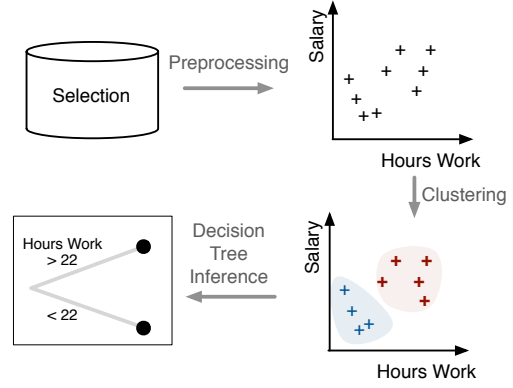 Selection
Preprocessing
Salary
Hours Work
Clustering
Salary
Hours Work
Decision
Tree
Inference
Hours Work
> 22
< 22